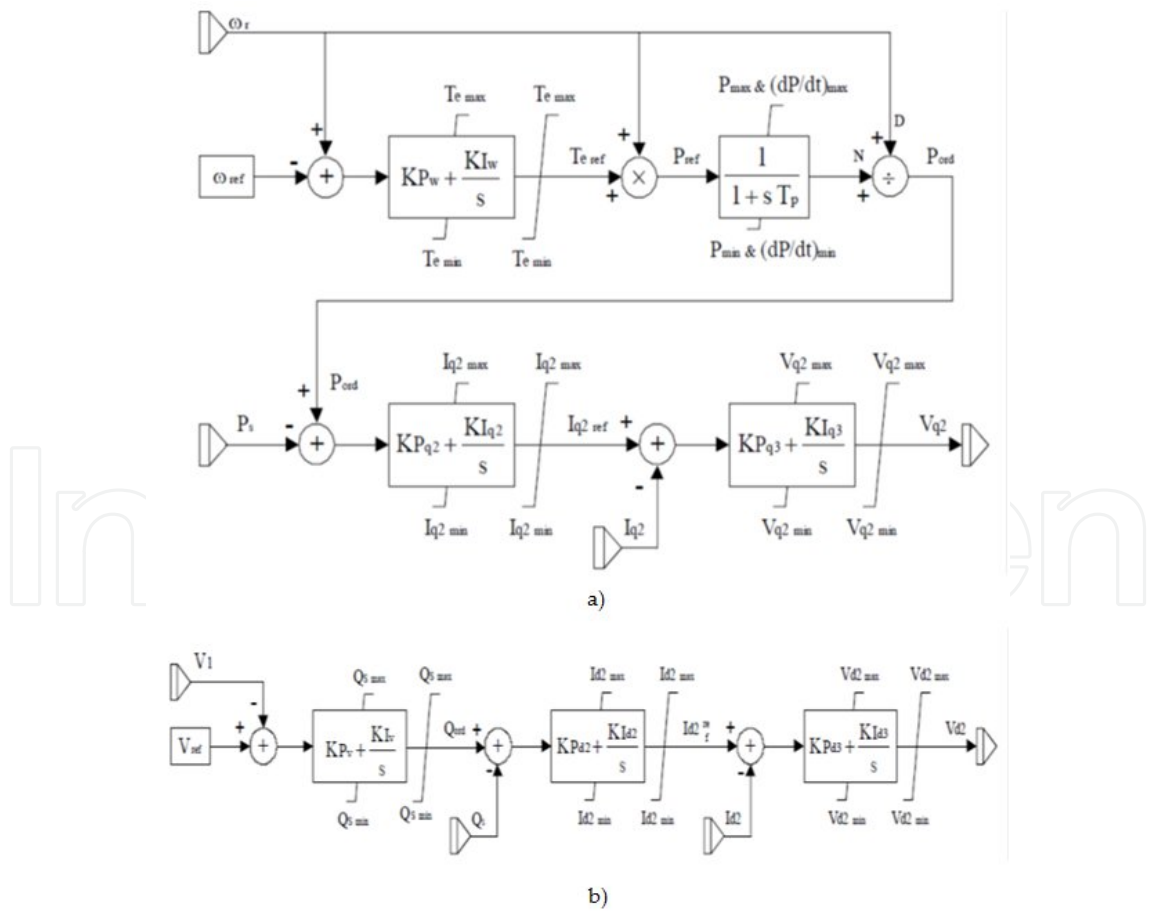 ωr
Te max Te max Pmax & (dP/dt)max
+ + + D
ω ref - + KPw + KIw/s Te ref + × Pref 1/(1 + s Tp) N + ÷ Pord
Te min Te min Pmin & (dP/dt)min
Iq2 max Iq2 max Vq2 max Vq2 max
+ Pord
Ps - + KPq2 + KIq2/s Iq2 ref + + KPq3 + KIq3/s Vq2
-
Iq2 min Iq2 min Iq2 Vq2 min Vq2 min
a)
V1 Qs max Qs max Id2 max Id2 max Vd2 max Vd2 max
-
Vref + + KPv + KIv/s Qord + + KPd2 + KId2/s Id2 + + KPd3 + KId3/s Vd2
- -
Qs min Qs min Id2 min Id2 min Id2 Vd2 min Vd2 min
b)